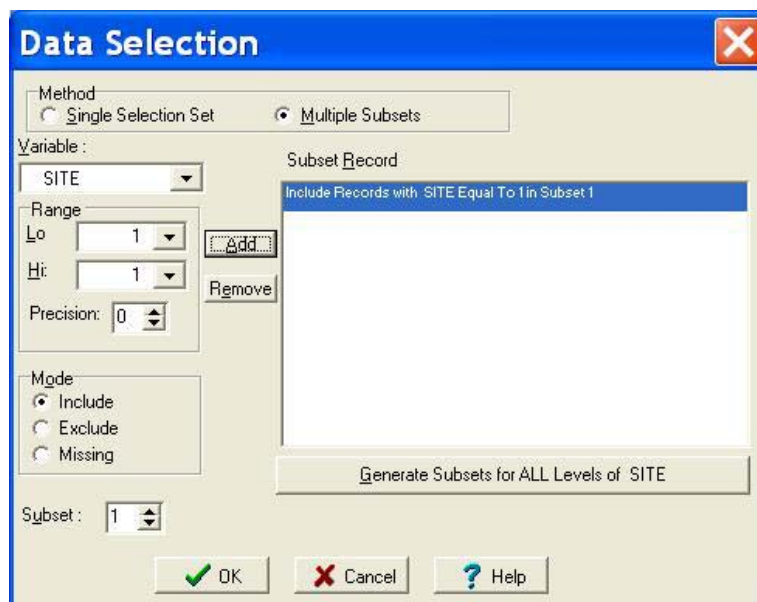 Data Selection
Method
Single Selection Set
Multiple Subsets
Variable :
SITE
Subset Record
Include Records with SITE Equal To 1in Subset 1
Range
Lo
1
Add
Hi:
1
Remove
Precision:
0
Mode
Include
Exclude
Missing
Generate Subsets for ALL Levels of SITE
Subset :
1
OK
Cancel
? Help